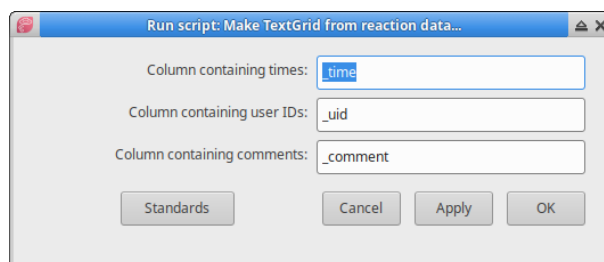 Run script: Make TextGrid from reaction data...
Column containing times: _time
Column containing user IDs: _uid
Column containing comments: _comment
Standards Cancel Apply OK